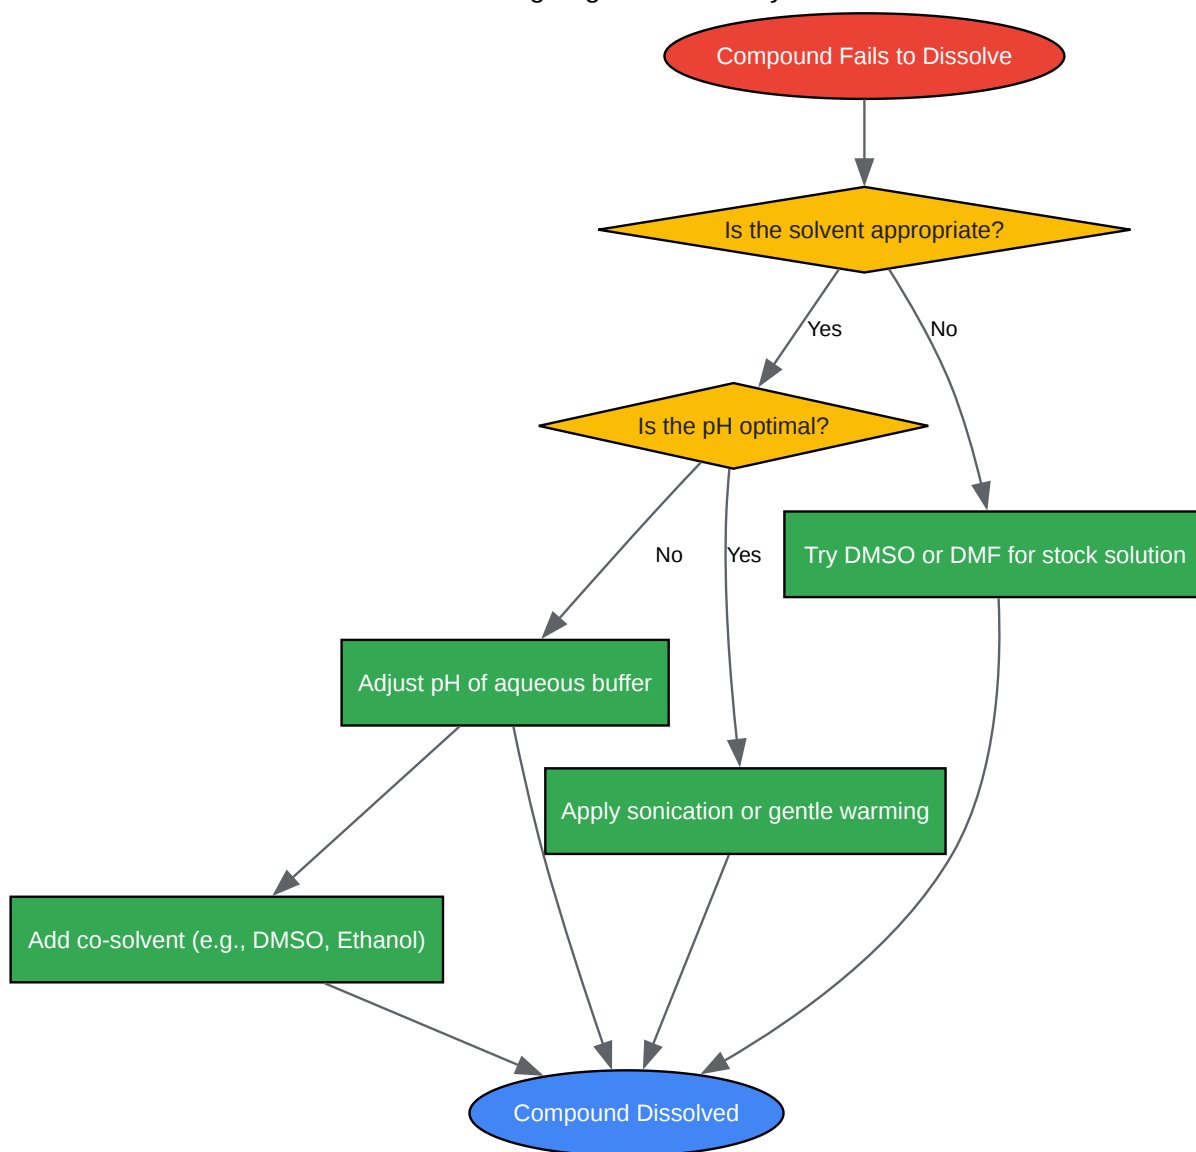 Compound Fails to Dissolve
Is the solvent appropriate?
Yes
No
Is the pH optimal?
No
Yes
Try DMSO or DMF for stock solution
Adjust pH of aqueous buffer
Apply sonication or gentle warming
Add co-solvent (e.g., DMSO, Ethanol)
Compound Dissolved